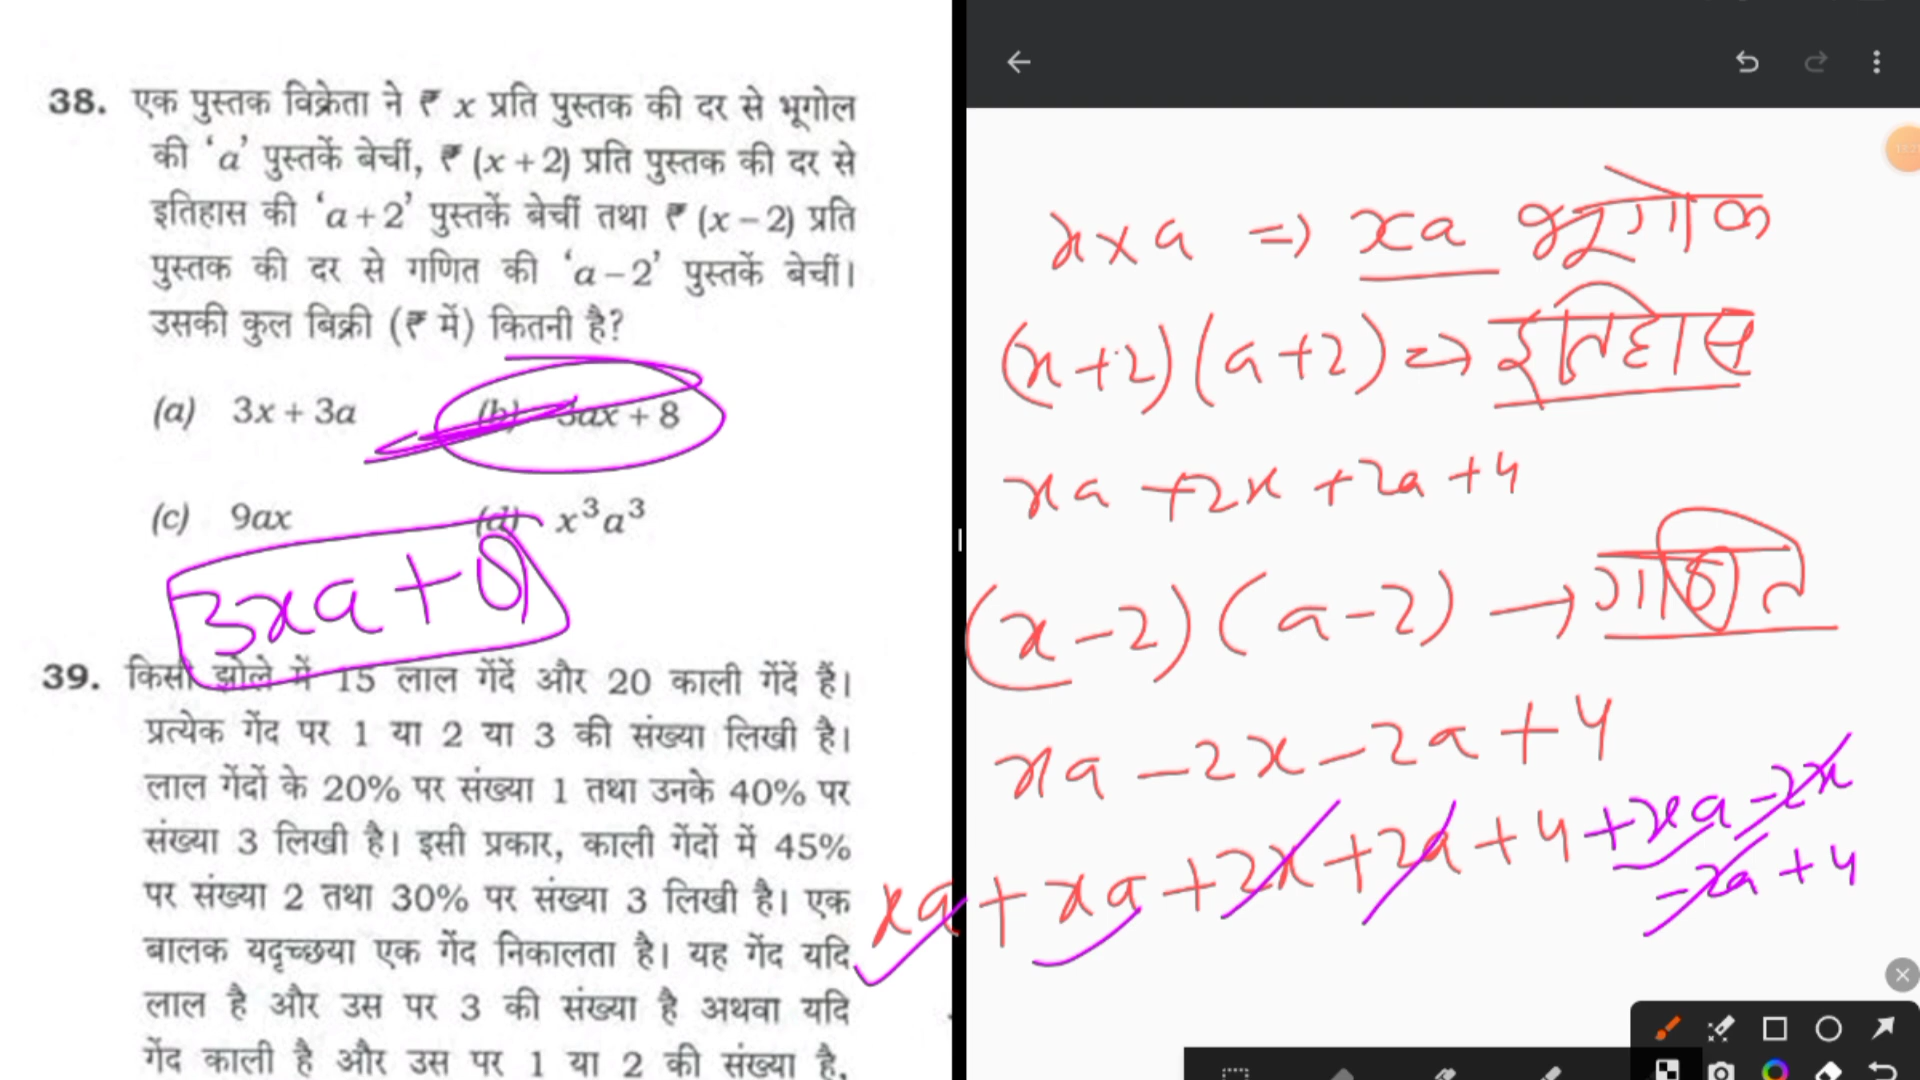 38. एक पुस्तक विक्रेता ने ₹ x प्रति पुस्तक की दर से भूगोल
की ‘a’ पुस्तकें बेचीं, ₹ (x + 2) प्रति पुस्तक की दर से
इतिहास की ‘a + 2’ पुस्तकें बेचीं तथा ₹ (x − 2) प्रति
पुस्तक की दर से गणित की ‘a − 2’ पुस्तकें बेचीं।
उसकी कुल बिक्री (₹ में) कितनी है?
(a) 3x + 3a (b) 3ax + 8
(c) 9ax (d) x³a³
3xa + 8
39. किसी झोले में 15 लाल गेंदें और 20 काली गेंदें हैं।
प्रत्येक गेंद पर 1 या 2 या 3 की संख्या लिखी है।
लाल गेंदों के 20% पर संख्या 1 तथा उनके 40% पर
संख्या 3 लिखी है। इसी प्रकार, काली गेंदों में 45%
पर संख्या 2 तथा 30% पर संख्या 3 लिखी है। एक
बालक यदृच्छया एक गेंद निकालता है। यह गेंद यदि
लाल है और उस पर 3 की संख्या है अथवा यदि
गेंद काली है और उस पर 1 या 2 की संख्या है,
x × a ⇒ xa भूगोल
(x + 2) (a + 2) ⇒ इतिहास
xa + 2x + 2a + 4
(x − 2) (a − 2) → गणित
xa − 2x − 2a + 4
xa + xa + 2x + 2a + 4 + xa − 2x
− 2a + 4